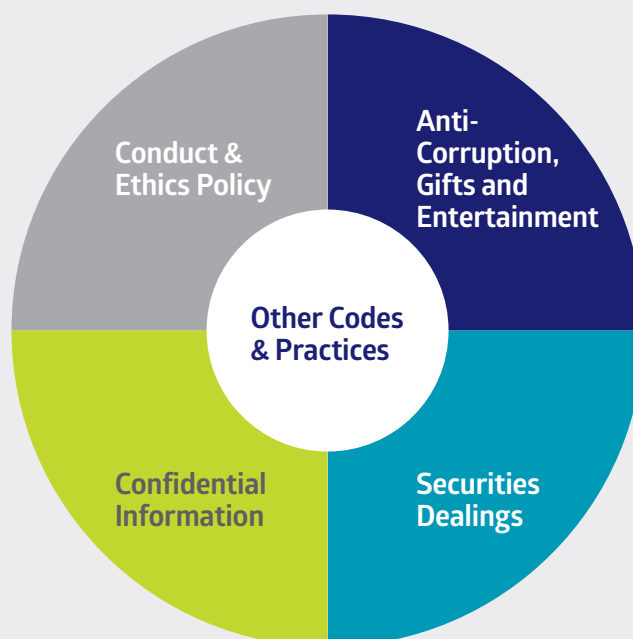 Conduct &
Ethics Policy
Anti-
Corruption,
Gifts and
Entertainment
Other Codes
& Practices
Confidential
Information
Securities
Dealings